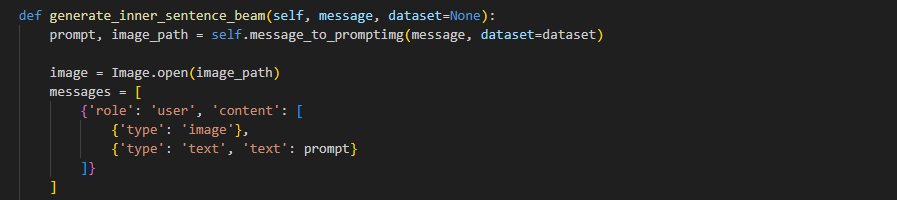 def generate_inner_sentence_beam(self, message, dataset=None):
    prompt, image_path = self.message_to_promptimg(message, dataset=dataset)

    image = Image.open(image_path)
    messages = [
        {'role': 'user', 'content': [
            {'type': 'image'},
            {'type': 'text', 'text': prompt}
        ]}
    ]